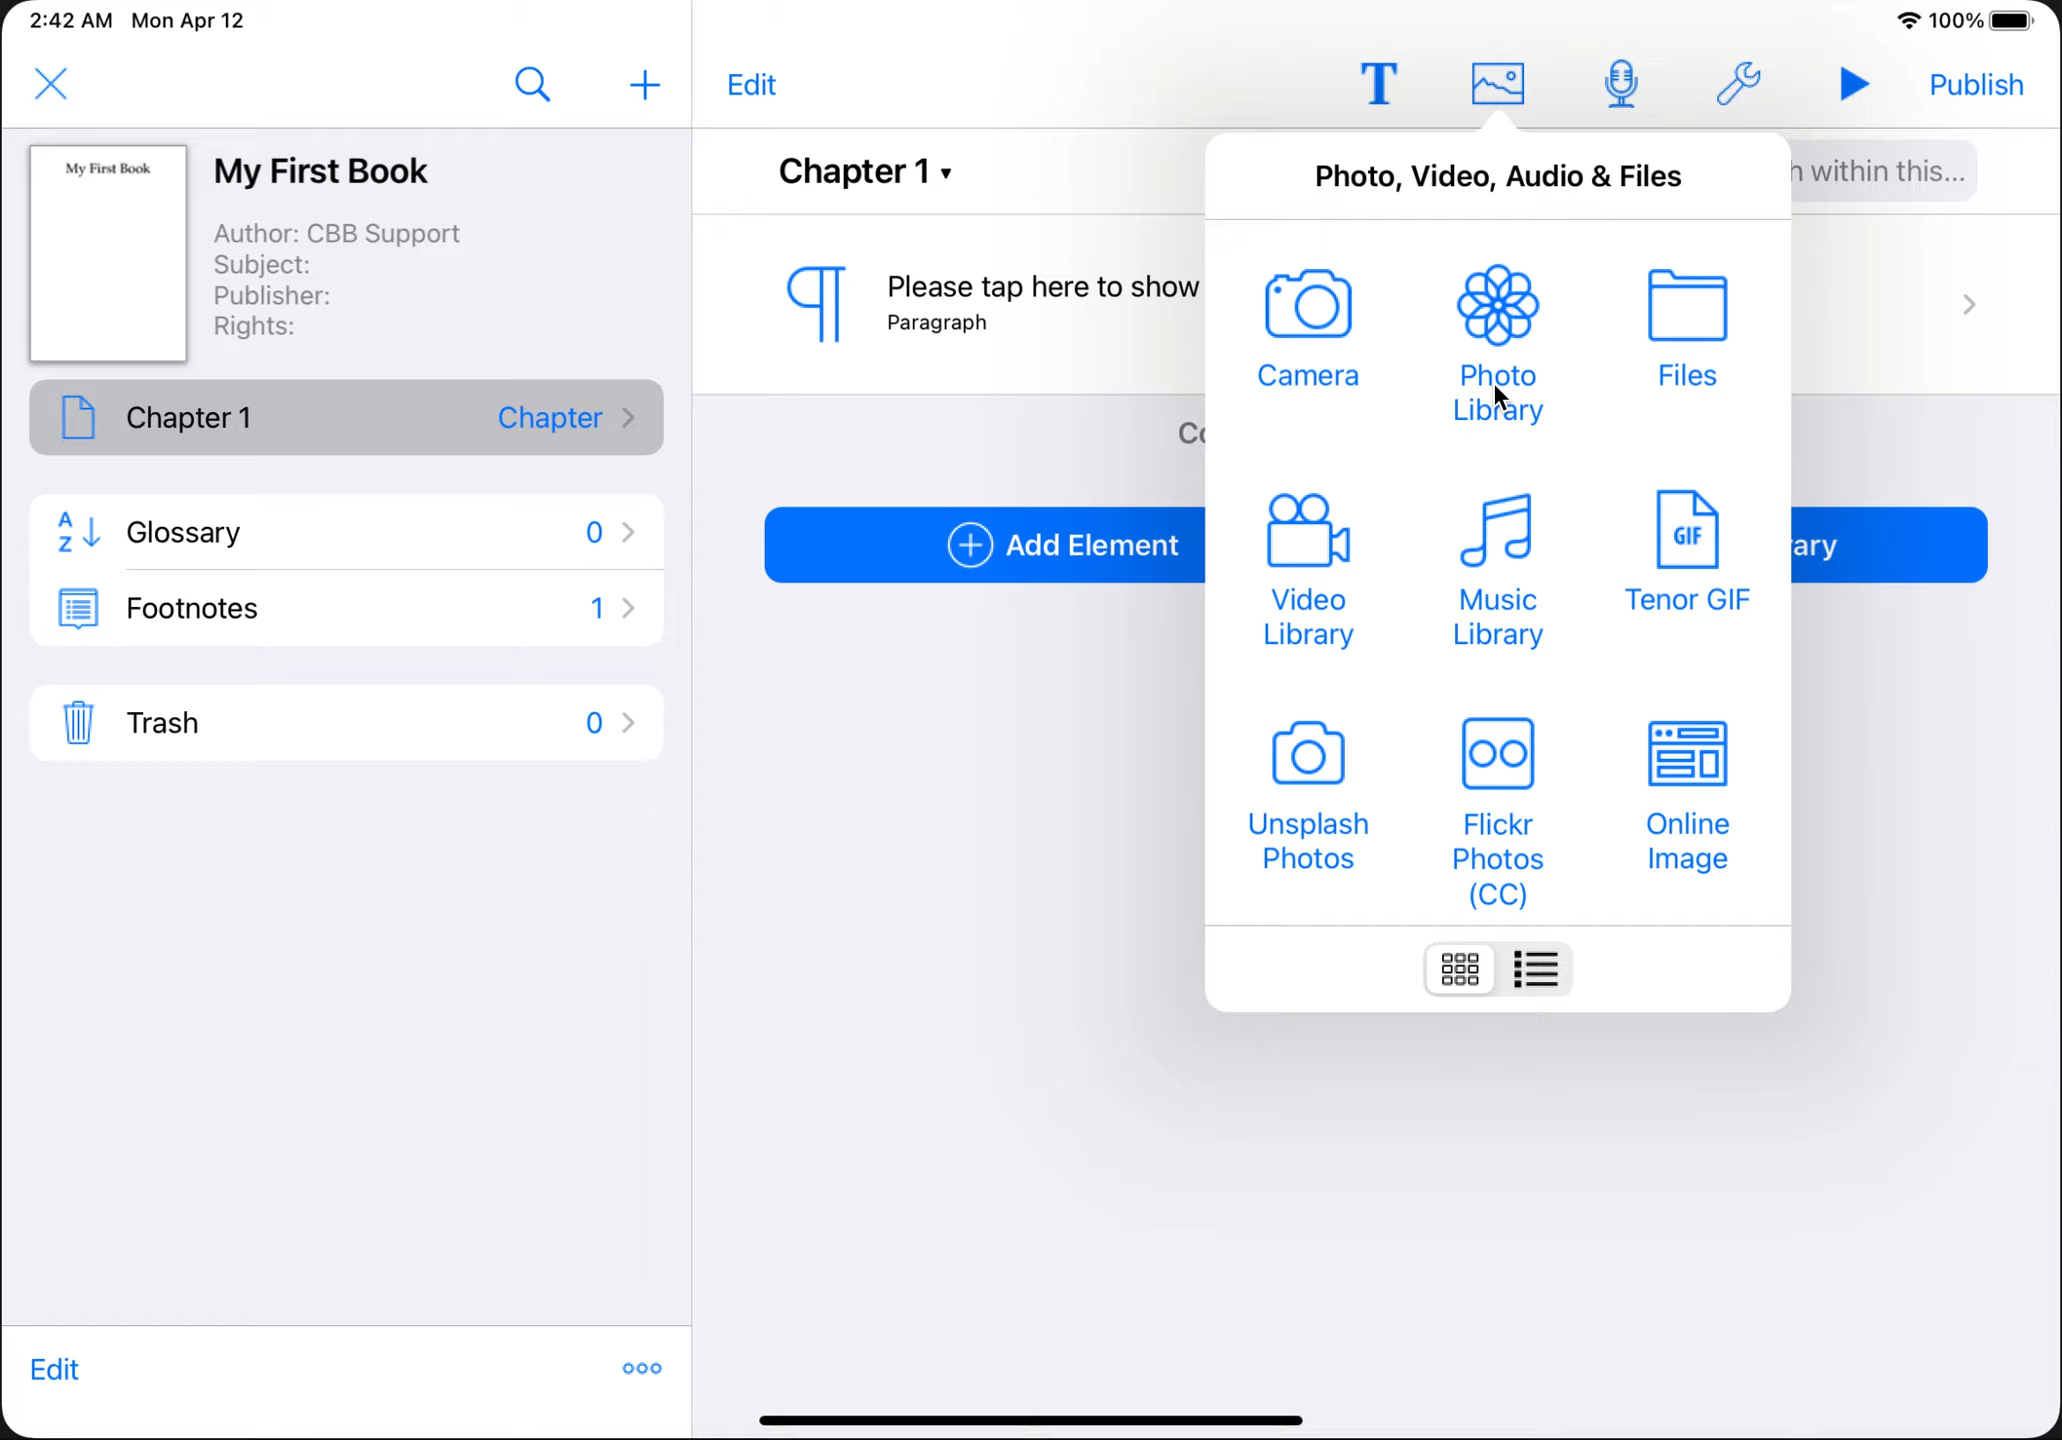 2:42 AM Mon Apr 12
100%
Edit
Publish
My First Book
My First Book
Author: CBB Support
Subject:
Publisher:
Rights:
Chapter 1
Chapter
A
Z
Glossary
0
Footnotes
1
Trash
0
Edit
Chapter 1
h within this...
Please tap here to show
Paragraph
Co
Add Element
rary
Photo, Video, Audio & Files
Camera
Photo
Library
Files
Video
Library
Music
Library
GIF
Tenor GIF
Unsplash
Photos
Flickr
Photos
(CC)
Online
Image